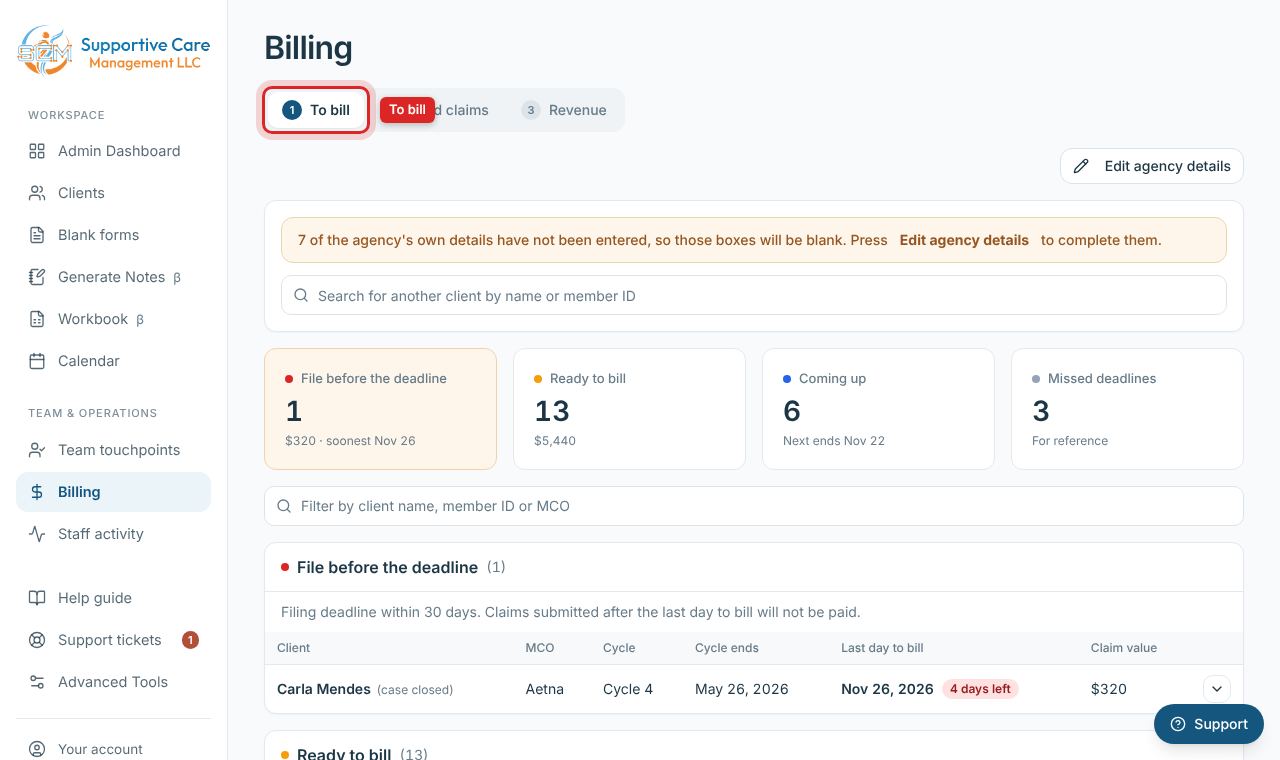 SCM Supportive Care
Management LLC
WORKSPACE
Admin Dashboard
Clients
Blank forms
Generate Notes β
Workbook β
Calendar
TEAM & OPERATIONS
Team touchpoints
Billing
Staff activity
Help guide
Support tickets 1
Advanced Tools
Your account
Billing
1 To bill To bill d claims 3 Revenue
Edit agency details
7 of the agency's own details have not been entered, so those boxes will be blank. Press Edit agency details to complete them.
Search for another client by name or member ID
File before the deadline
1
$320 · soonest Nov 26
Ready to bill
13
$5,440
Coming up
6
Next ends Nov 22
Missed deadlines
3
For reference
Filter by client name, member ID or MCO
File before the deadline (1)
Filing deadline within 30 days. Claims submitted after the last day to bill will not be paid.
Client MCO Cycle Cycle ends Last day to bill Claim value
Carla Mendes (case closed) Aetna Cycle 4 May 26, 2026 Nov 26, 2026 4 days left $320
Support
Ready to bill (13)